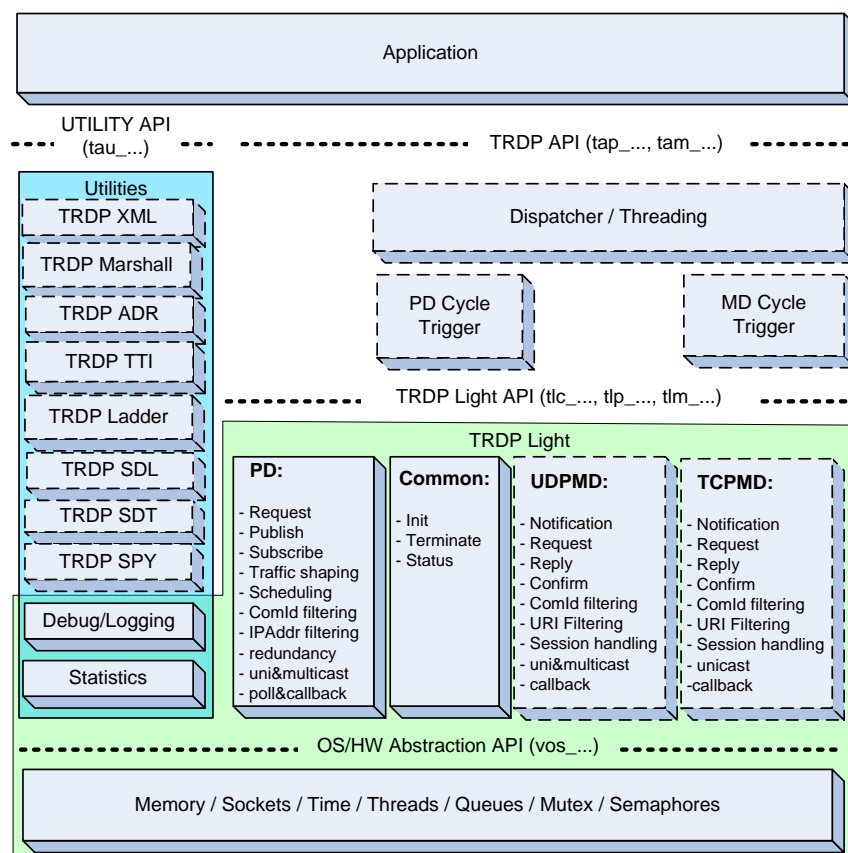 Application
UTILITY API
(tau_...)
TRDP API (tap_..., tam_...)
Utilities
TRDP XML
TRDP Marshall
TRDP ADR
TRDP TTI
TRDP Ladder
TRDP SDL
TRDP SDT
TRDP SPY
Debug/Logging
Statistics
Dispatcher / Threading
PD Cycle
Trigger
MD Cycle
Trigger
TRDP Light API (tlc_..., tlp_..., tlm_...)
TRDP Light
PD:
- Request
- Publish
- Subscribe
- Traffic shaping
- Scheduling
- ComId filtering
- IPAddr filtering
- redundancy
- uni&multicast
- poll&callback
Common:
- Init
- Terminate
- Status
UDPMD:
- Notification
- Request
- Reply
- Confirm
- ComId filtering
- URI Filtering
- Session handling
- uni&multicast
- callback
TCPMD:
- Notification
- Request
- Reply
- Confirm
- ComId filtering
- URI Filtering
- Session handling
- unicast
-callback
OS/HW Abstraction API (vos_...)
Memory / Sockets / Time / Threads / Queues / Mutex / Semaphores